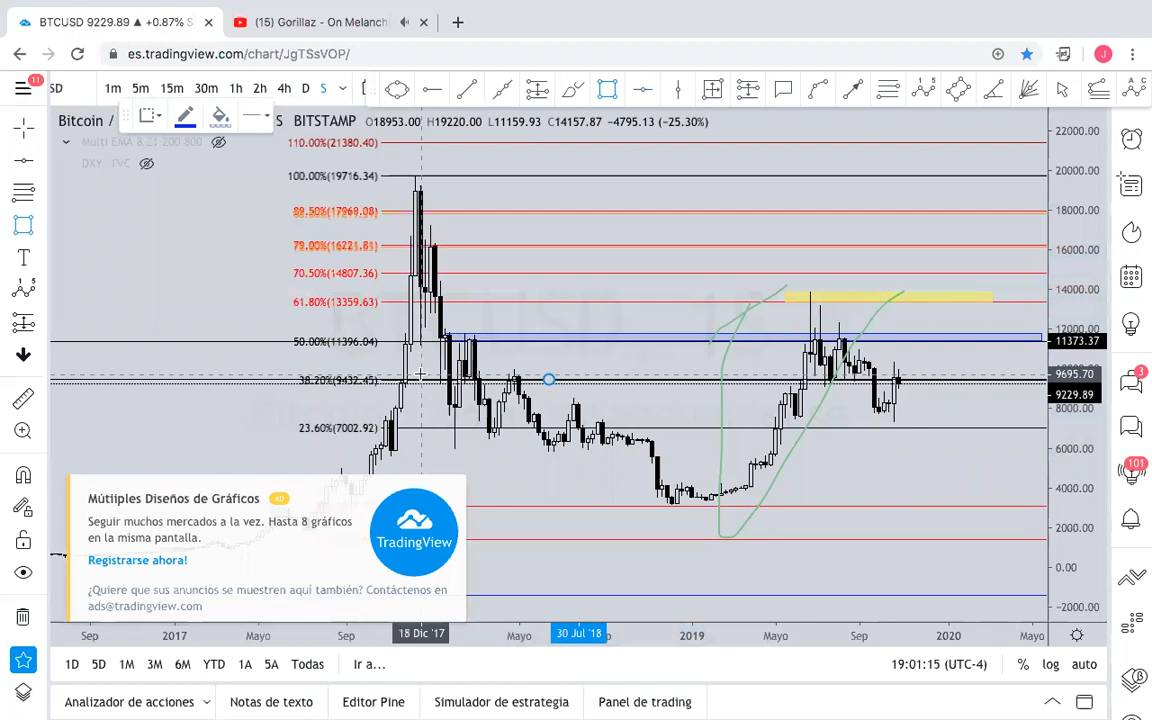 BTCUSD 9229.89 ▲ +0.87% S
(15) Gorillaz - On Melanch
es.tradingview.com/chart/JgTSsVOP/
J
11
SD 1m 5m 15m 30m 1h 2h 4h D S
Bitcoin / S BITSTAMP O18953.00 H19220.00 L11159.93 C14157.87 −4795.13 (−25.30%)
Multi EMA 8 21 200 800
DXY TVC
110.00%(21380.40)
100.00%(19716.34)
89.50%(17969.08)
79.00%(16221.81)
70.50%(14807.36)
61.80%(13359.63)
50.00%(11396.04)
38.20%(9432.45)
23.60%(7002.92)
22000.00
20000.00
18000.00
16000.00
14000.00
12000.00
11373.37
9695.70
9229.89
8000.00
6000.00
4000.00
2000.00
0.00
−2000.00
3
101
Múltiples Diseños de Gráficos AD
Seguir muchos mercados a la vez. Hasta 8 gráficos
en la misma pantalla.
Registrarse ahora!
¿Quiere que sus anuncios se muestren aquí también? Contáctenos en
ads@tradingview.com
TradingView
Sep 2017 Mayo Sep 18 Dic '17 Mayo 30 Jul '18 2019 Mayo Sep 2020 Mayo
1D 5D 1M 3M 6M YTD 1A 5A Todas Ir a... 19:01:15 (UTC-4) % log auto
Analizador de acciones Notas de texto Editor Pine Simulador de estrategia Panel de trading